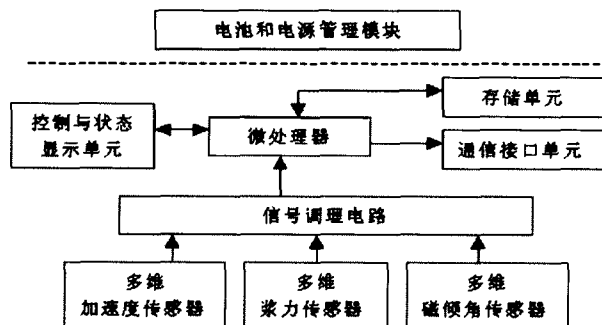 电池和电源管理模块
存储单元
控制与状态
显示单元
微处理器
通信接口单元
信号调理电路
多维
加速度传感器
多维
浆力传感器
多维
磁倾角传感器